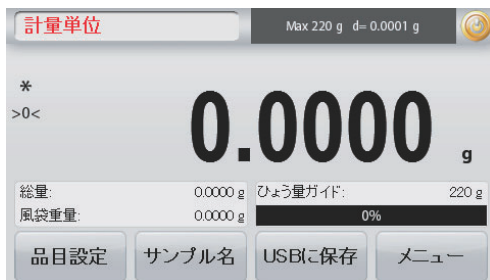 計量単位
Max 220 g d= 0.0001 g
*
>0<
0.0000 g
総量: 0.0000 g
ひょう量ガイド: 220 g
風袋重量: 0.0000 g
0%
品目設定
サンプル名
USBに保存
メニュー